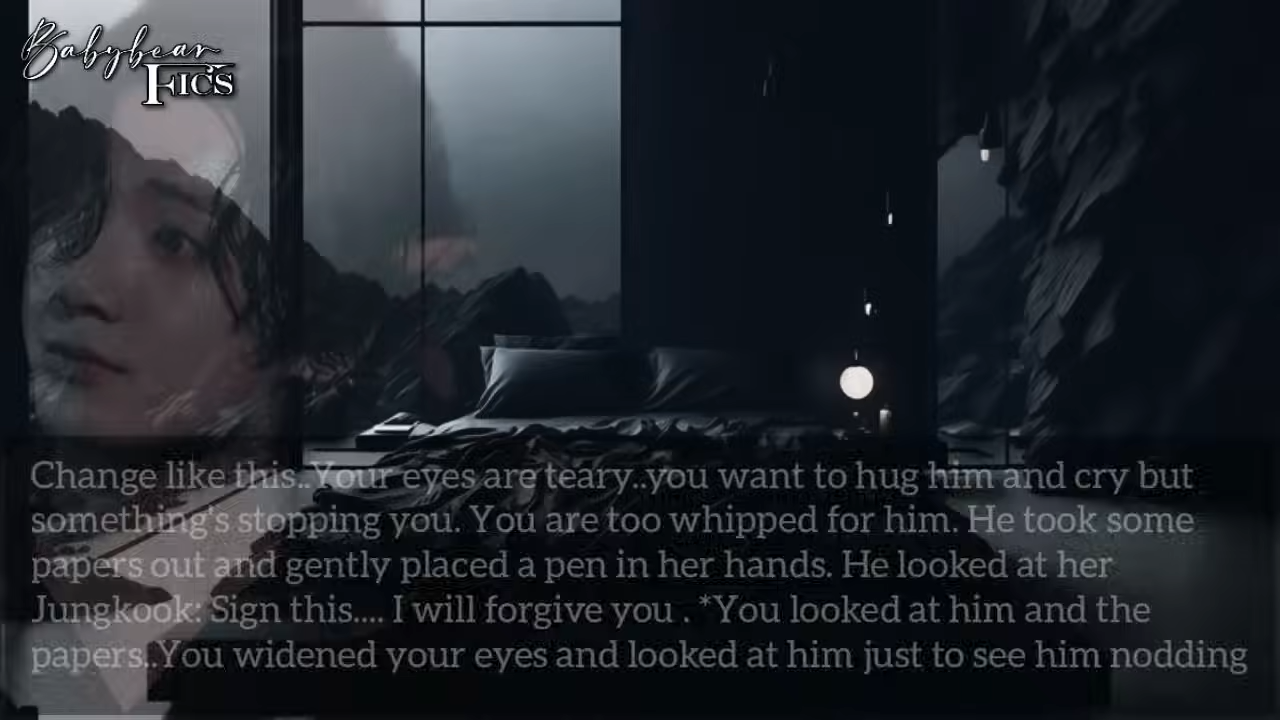 Babybear
FICS
Change like this..Your eyes are teary..you want to hug him and cry but
something's stopping you. You are too whipped for him. He took some
papers out and gently placed a pen in her hands. He looked at her
Jungkook: Sign this.... I will forgive you . *You looked at him and the
papers..You widened your eyes and looked at him just to see him nodding